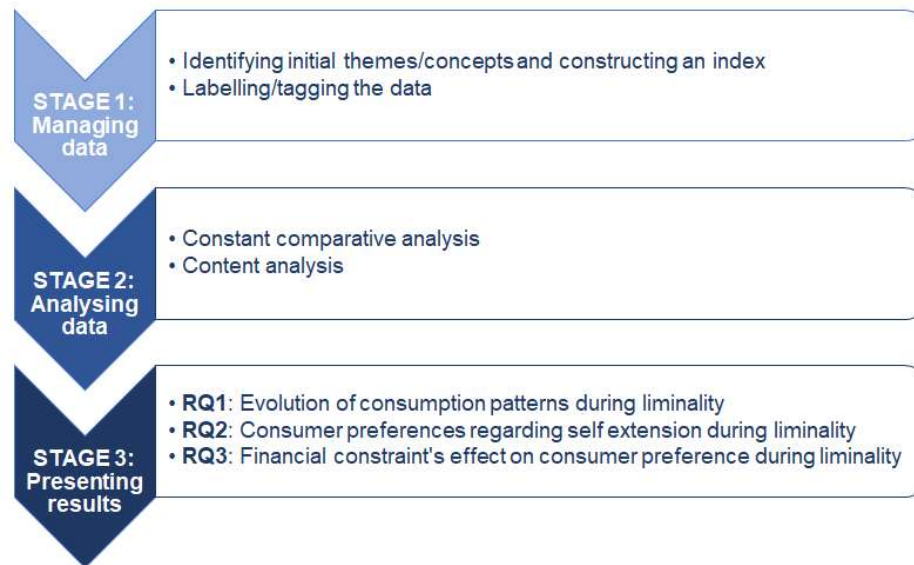 STAGE 1:
Managing
data
• Identifying initial themes/concepts and constructing an index
• Labelling/tagging the data
STAGE 2:
Analysing
data
• Constant comparative analysis
• Content analysis
STAGE 3:
Presenting
results
• RQ1: Evolution of consumption patterns during liminality
• RQ2: Consumer preferences regarding self extension during liminality
• RQ3: Financial constraint's effect on consumer preference during liminality